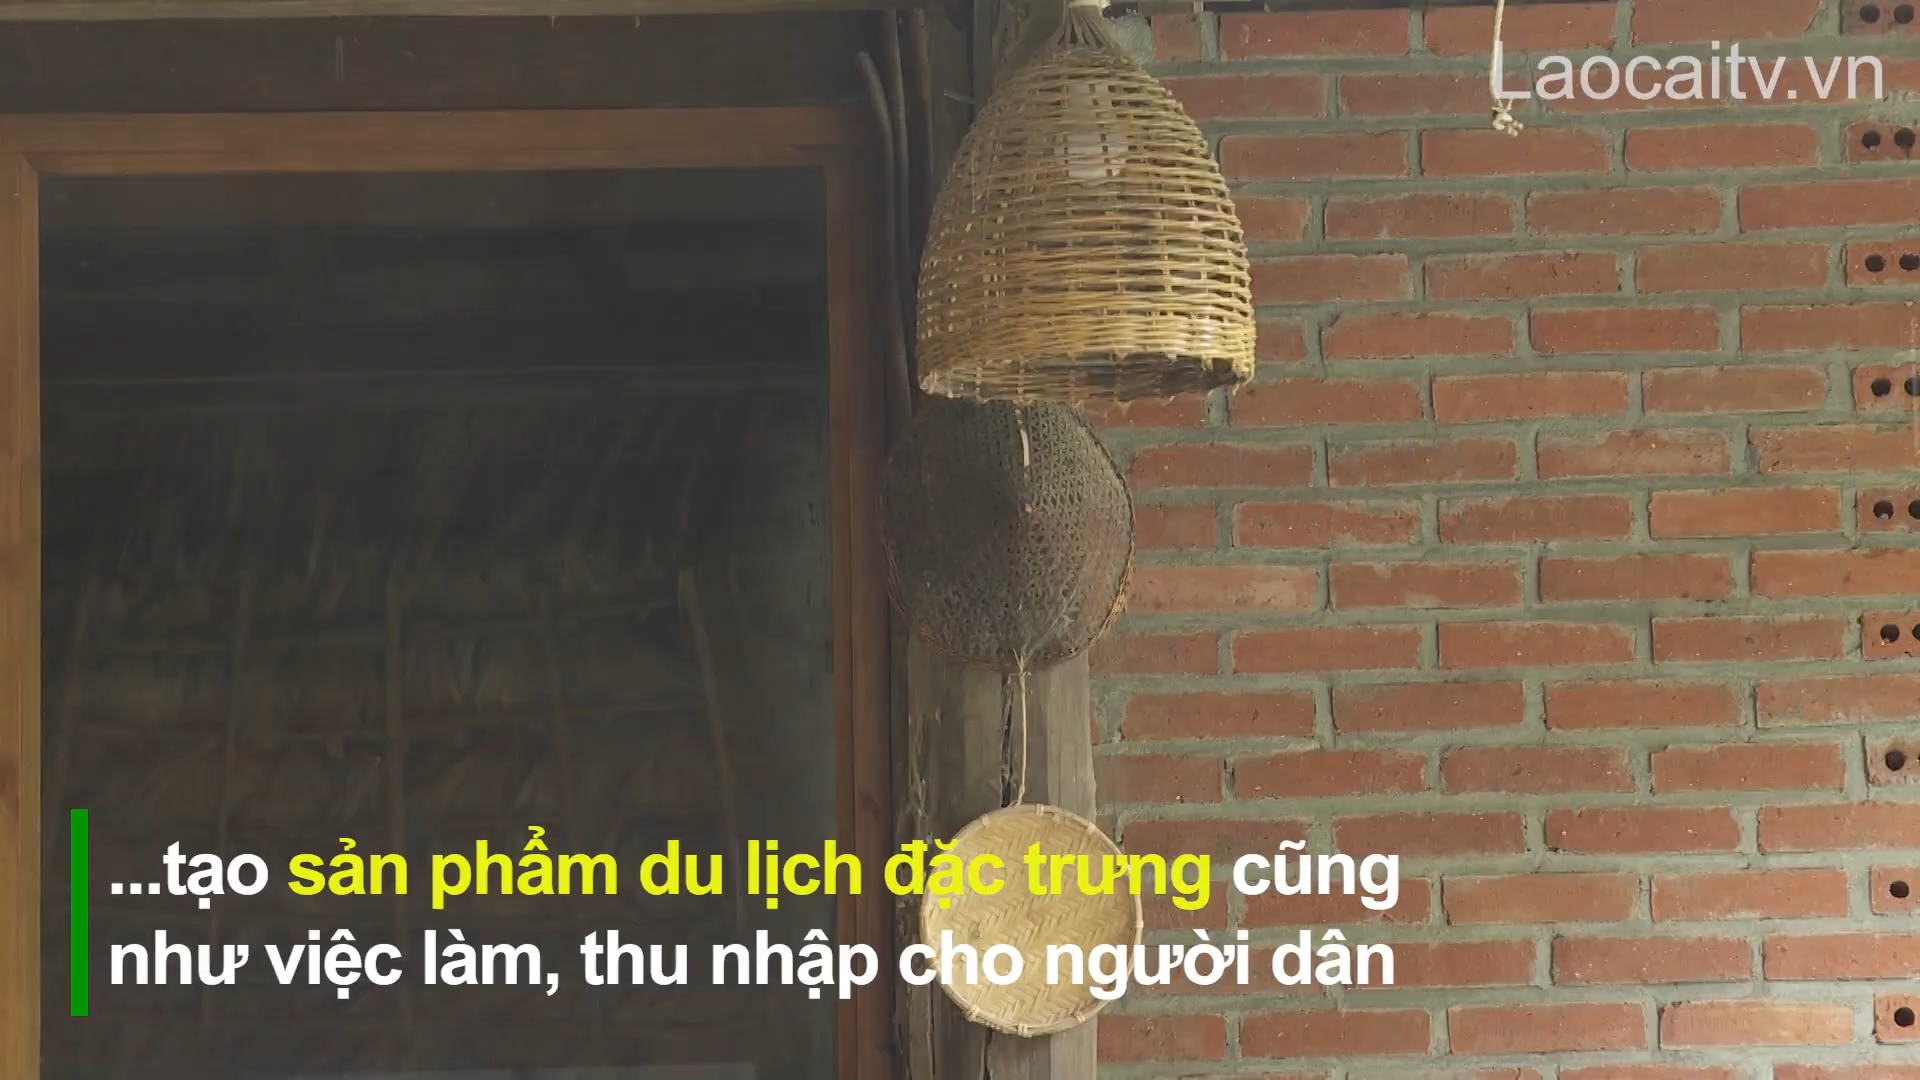 Laocaitv.vn
...tạo sản phẩm du lịch đặc trưng cũng
như việc làm, thu nhập cho người dân